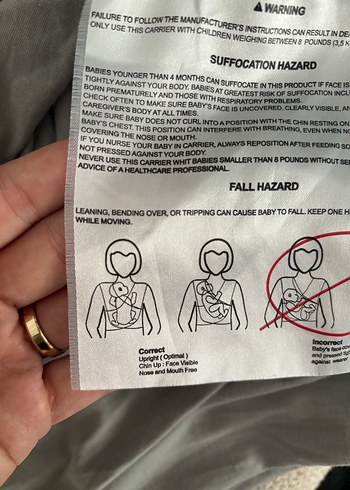 WARNING
FAILURE TO FOLLOW THE MANUFACTURER'S INSTRUCTIONS CAN RESULT IN
ONLY USE THIS CARRIER WITH CHILDREN WEIGHING BETWEEN 8 POUNDS (3,5
SUFFOCATION HAZARD
BABIES YOUNGER THAN 4 MONTHS CAN SUFFOCATE IN THIS PRODUCT IF FACE IS
TIGHTLY AGAINST YOUR BODY. BABIES AT GREATEST RISK OF SUFFOCATION
BORN PREMATURELY AND THOSE WITH RESPIRATORY PROBLEMS.
CHECK OFTEN TO MAKE SURE BABY'S FACE IS UNCOVERED, CLEARLY VISIBLE,
CAREGIVER'S BODY AT ALL TIMES.
MAKE SURE BABY DOES NOT CURL INTO A POSITION WITH THE CHIN RESTING ON
BABY'S CHEST. THIS POSITION CAN INTERFERE WITH BREATHING, EVEN WHEN
COVERING THE NOSE OR MOUTH.
IF YOU NURSE YOUR BABY IN CARRIER, ALWAYS REPOSITION AFTER FEEDING
NOT PRESSED AGAINST YOUR BODY.
NEVER USE THIS CARRIER WHIT BABIES SMALLER THAN 8 POUNDS WITHOUT
ADVICE OF A HEALTHCARE PROFESSIONAL.
FALL HAZARD
LEANING, BENDING OVER, OR TRIPPING CAN CAUSE BABY TO FALL. KEEP ONE
WHILE MOVING.
Correct
Upright ( Optimal )
Chin Up : Face Visible
Nose and Mouth Free
Incorrect
Baby's face
and pressed
against wearer